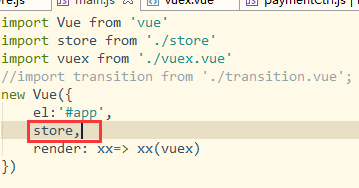 main.js
vuex.vue
paymentCtrl.js
import Vue from 'vue'
import store from './store'
import vuex from './vuex.vue'
//import transition from './transition.vue';
new Vue({
el:'#app',
store,
render: xx=> xx(vuex)
})